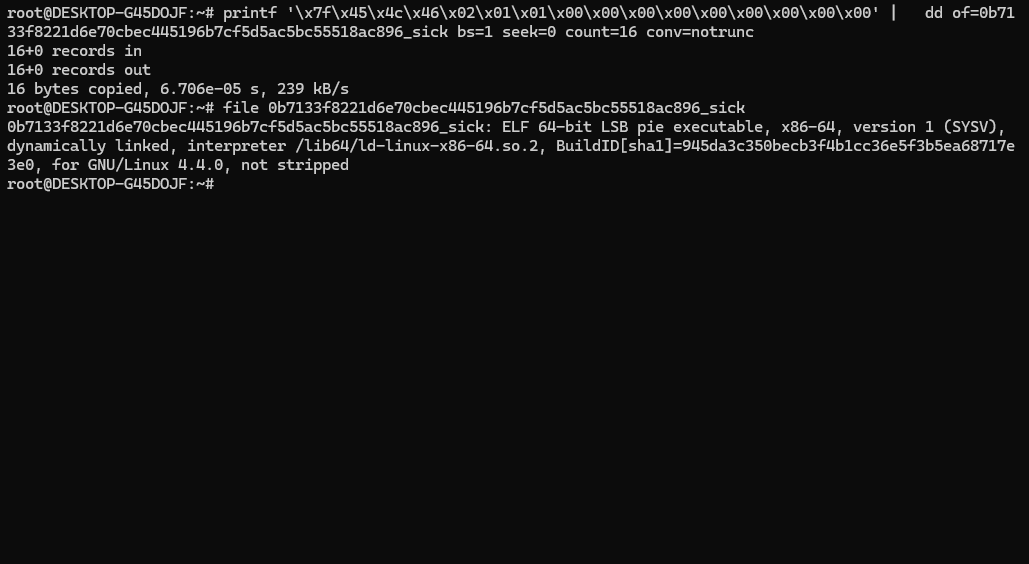 root@DESKTOP-G45DOJF:~# printf '\x7f\x45\x4c\x46\x02\x01\x01\x00\x00\x00\x00\x00\x00\x00\x00\x00' |   dd of=0b71
33f8221d6e70cbec445196b7cf5d5ac5bc55518ac896_sick bs=1 seek=0 count=16 conv=notrunc
16+0 records in
16+0 records out
16 bytes copied, 6.706e-05 s, 239 kB/s
root@DESKTOP-G45DOJF:~# file 0b7133f8221d6e70cbec445196b7cf5d5ac5bc55518ac896_sick
0b7133f8221d6e70cbec445196b7cf5d5ac5bc55518ac896_sick: ELF 64-bit LSB pie executable, x86-64, version 1 (SYSV),
dynamically linked, interpreter /lib64/ld-linux-x86-64.so.2, BuildID[sha1]=945da3c350becb3f4b1cc36e5f3b5ea68717e
3e0, for GNU/Linux 4.4.0, not stripped
root@DESKTOP-G45DOJF:~#